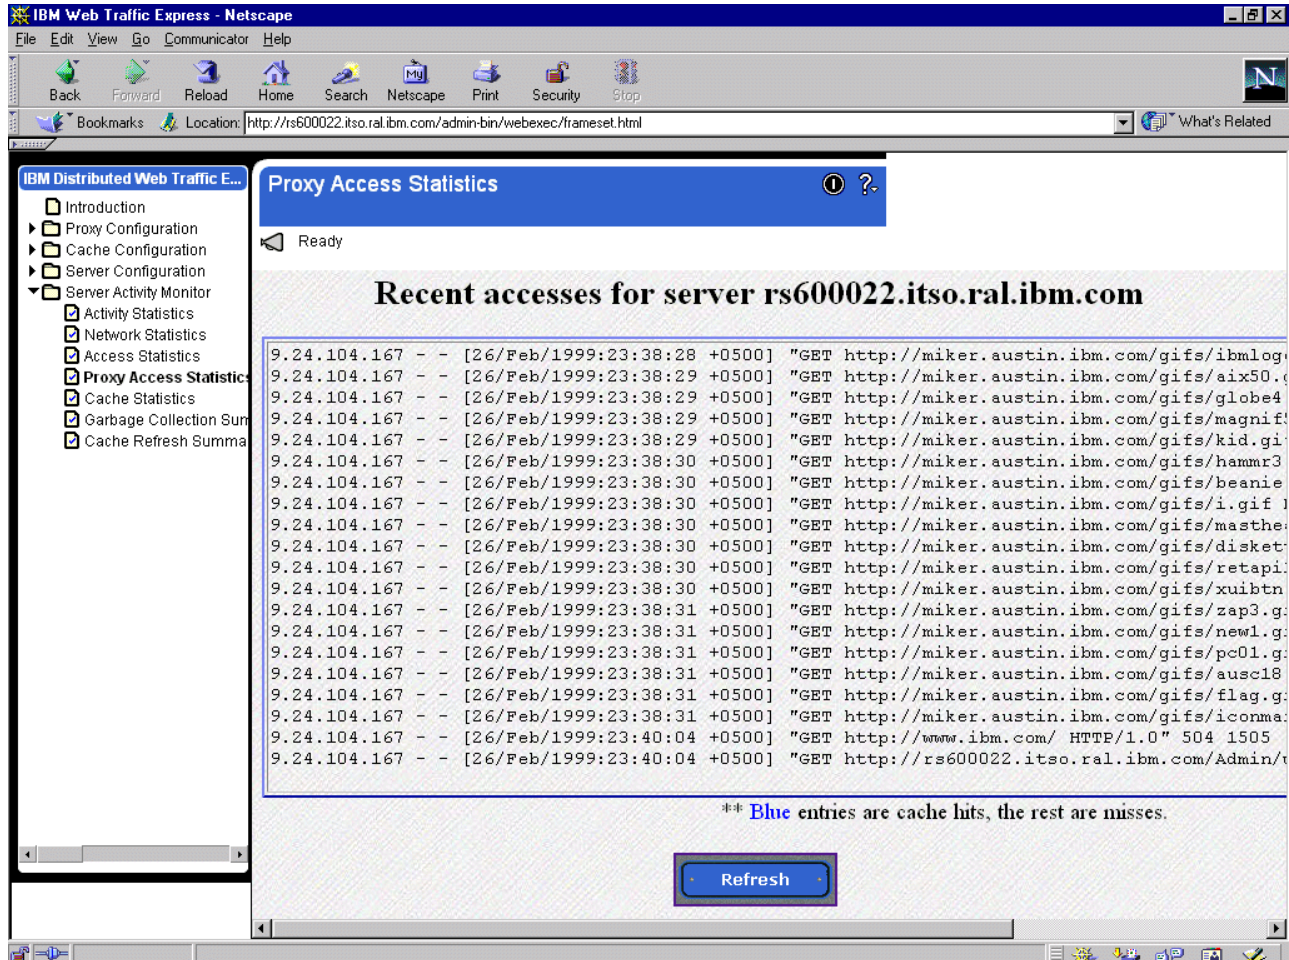 IBM Web Traffic Express - Netscape
File Edit View Go Communicator Help
Back Forward Reload Home Search Netscape Print Security Stop
My
N
Bookmarks Location: http://rs600022.itso.ral.ibm.com/admin-bin/webexec/frameset.html What's Related
IBM Distributed Web Traffic E...
Introduction
Proxy Configuration
Cache Configuration
Server Configuration
Server Activity Monitor
Activity Statistics
Network Statistics
Access Statistics
Proxy Access Statistics
Cache Statistics
Garbage Collection Sum
Cache Refresh Summa
Proxy Access Statistics
Ready
Recent accesses for server rs600022.itso.ral.ibm.com
9.24.104.167 - - [26/Feb/1999:23:38:28 +0500] "GET http://miker.austin.ibm.com/gifs/ibmlog
9.24.104.167 - - [26/Feb/1999:23:38:29 +0500] "GET http://miker.austin.ibm.com/gifs/aix50.
9.24.104.167 - - [26/Feb/1999:23:38:29 +0500] "GET http://miker.austin.ibm.com/gifs/globe4
9.24.104.167 - - [26/Feb/1999:23:38:29 +0500] "GET http://miker.austin.ibm.com/gifs/magnif
9.24.104.167 - - [26/Feb/1999:23:38:29 +0500] "GET http://miker.austin.ibm.com/gifs/kid.gi
9.24.104.167 - - [26/Feb/1999:23:38:30 +0500] "GET http://miker.austin.ibm.com/gifs/hammr3
9.24.104.167 - - [26/Feb/1999:23:38:30 +0500] "GET http://miker.austin.ibm.com/gifs/beanie
9.24.104.167 - - [26/Feb/1999:23:38:30 +0500] "GET http://miker.austin.ibm.com/gifs/i.gif
9.24.104.167 - - [26/Feb/1999:23:38:30 +0500] "GET http://miker.austin.ibm.com/gifs/masthe
9.24.104.167 - - [26/Feb/1999:23:38:30 +0500] "GET http://miker.austin.ibm.com/gifs/disket
9.24.104.167 - - [26/Feb/1999:23:38:30 +0500] "GET http://miker.austin.ibm.com/gifs/retapi
9.24.104.167 - - [26/Feb/1999:23:38:30 +0500] "GET http://miker.austin.ibm.com/gifs/xuibtn
9.24.104.167 - - [26/Feb/1999:23:38:31 +0500] "GET http://miker.austin.ibm.com/gifs/zap3.g
9.24.104.167 - - [26/Feb/1999:23:38:31 +0500] "GET http://miker.austin.ibm.com/gifs/new1.g
9.24.104.167 - - [26/Feb/1999:23:38:31 +0500] "GET http://miker.austin.ibm.com/gifs/pc01.g
9.24.104.167 - - [26/Feb/1999:23:38:31 +0500] "GET http://miker.austin.ibm.com/gifs/ausc18
9.24.104.167 - - [26/Feb/1999:23:38:31 +0500] "GET http://miker.austin.ibm.com/gifs/flag.g
9.24.104.167 - - [26/Feb/1999:23:38:31 +0500] "GET http://miker.austin.ibm.com/gifs/iconma
9.24.104.167 - - [26/Feb/1999:23:40:04 +0500] "GET http://www.ibm.com/ HTTP/1.0" 504 1505
9.24.104.167 - - [26/Feb/1999:23:40:04 +0500] "GET http://rs600022.itso.ral.ibm.com/Admin/
** Blue entries are cache hits, the rest are misses.
Refresh